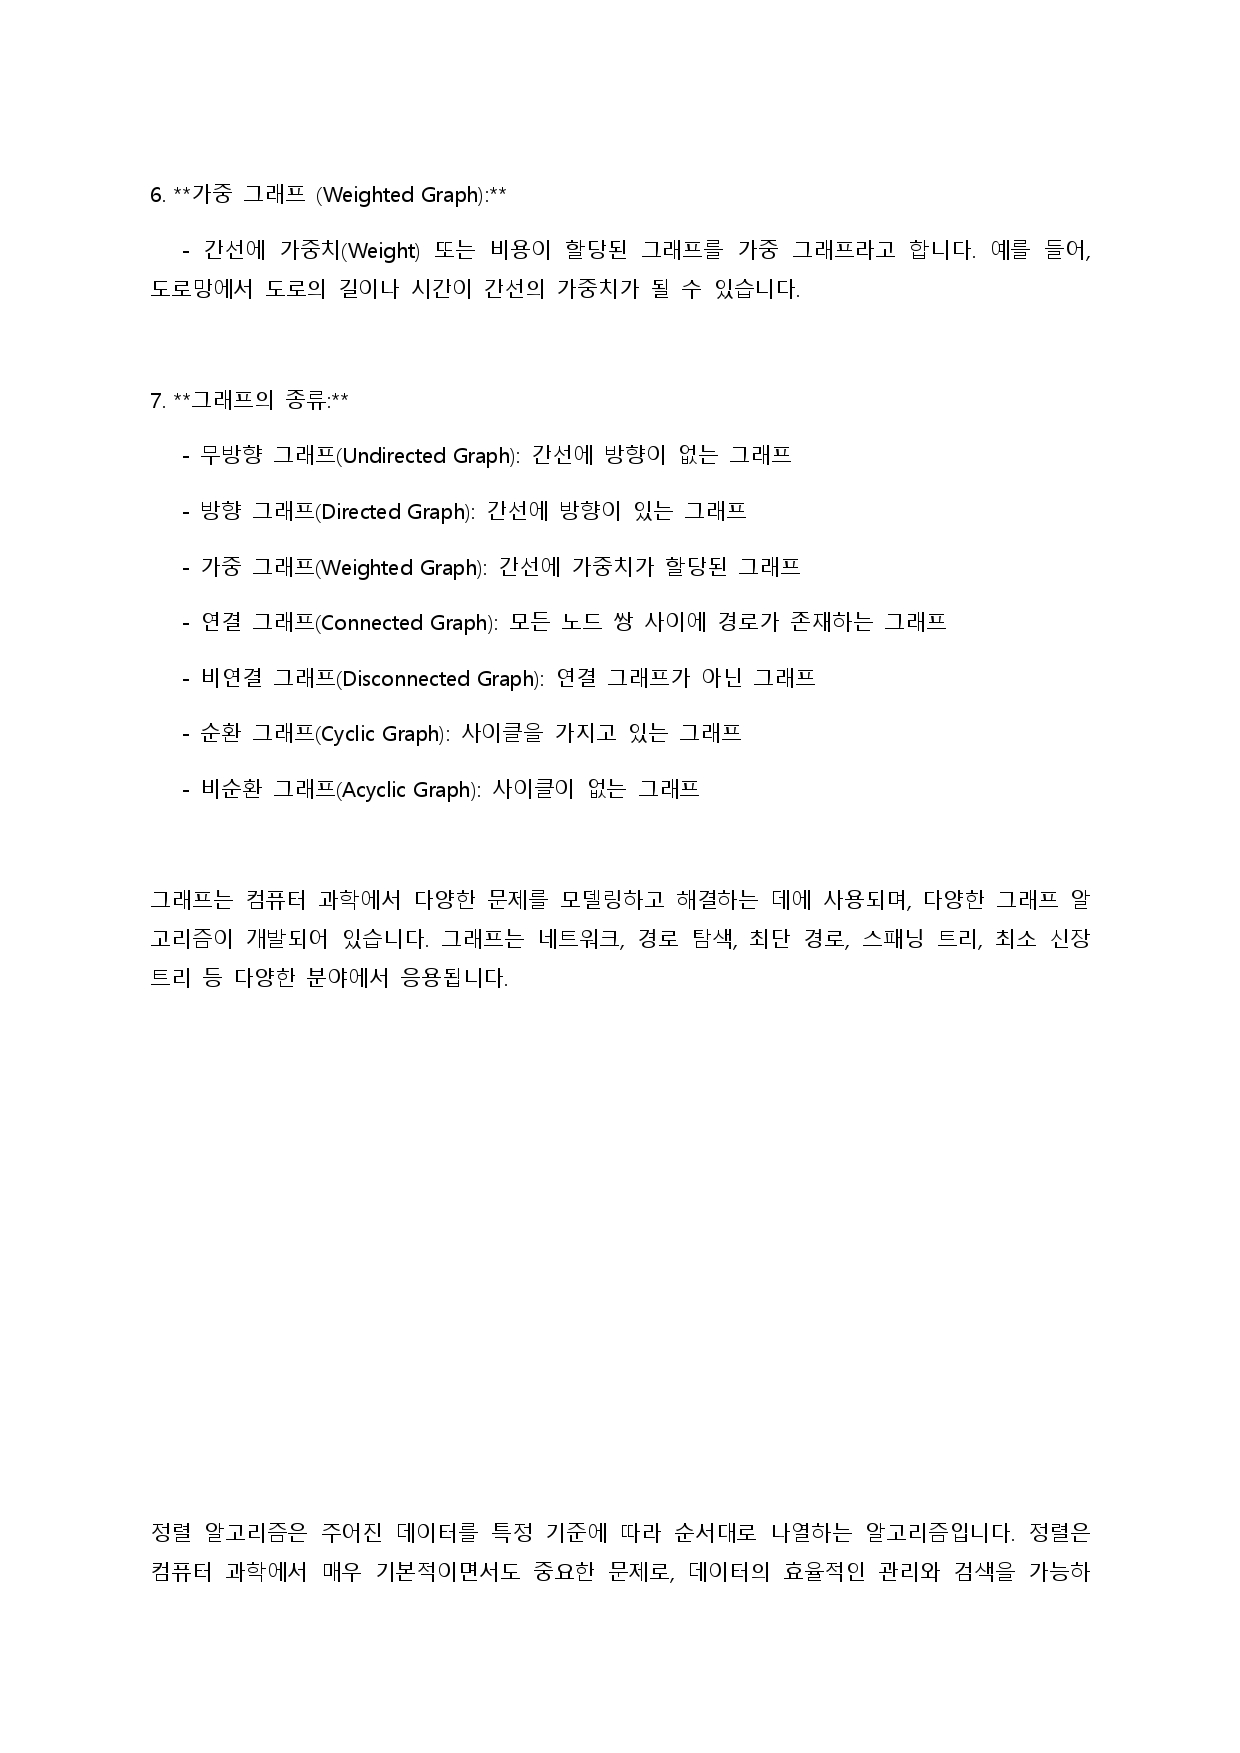 6. **가중 그래프 (Weighted Graph):**
- 간선에 가중치(Weight) 또는 비용이 할당된 그래프를 가중 그래프라고 합니다. 예를 들어,
도로망에서 도로의 길이나 시간이 간선의 가중치가 될 수 있습니다.
7. **그래프의 종류:**
- 무방향 그래프(Undirected Graph): 간선에 방향이 없는 그래프
- 방향 그래프(Directed Graph): 간선에 방향이 있는 그래프
- 가중 그래프(Weighted Graph): 간선에 가중치가 할당된 그래프
- 연결 그래프(Connected Graph): 모든 노드 쌍 사이에 경로가 존재하는 그래프
- 비연결 그래프(Disconnected Graph): 연결 그래프가 아닌 그래프
- 순환 그래프(Cyclic Graph): 사이클을 가지고 있는 그래프
- 비순환 그래프(Acyclic Graph): 사이클이 없는 그래프
그래프는 컴퓨터 과학에서 다양한 문제를 모델링하고 해결하는 데에 사용되며, 다양한 그래프 알
고리즘이 개발되어 있습니다. 그래프는 네트워크, 경로 탐색, 최단 경로, 스패닝 트리, 최소 신장
트리 등 다양한 분야에서 응용됩니다.
정렬 알고리즘은 주어진 데이터를 특정 기준에 따라 순서대로 나열하는 알고리즘입니다. 정렬은
컴퓨터 과학에서 매우 기본적이면서도 중요한 문제로, 데이터의 효율적인 관리와 검색을 가능하